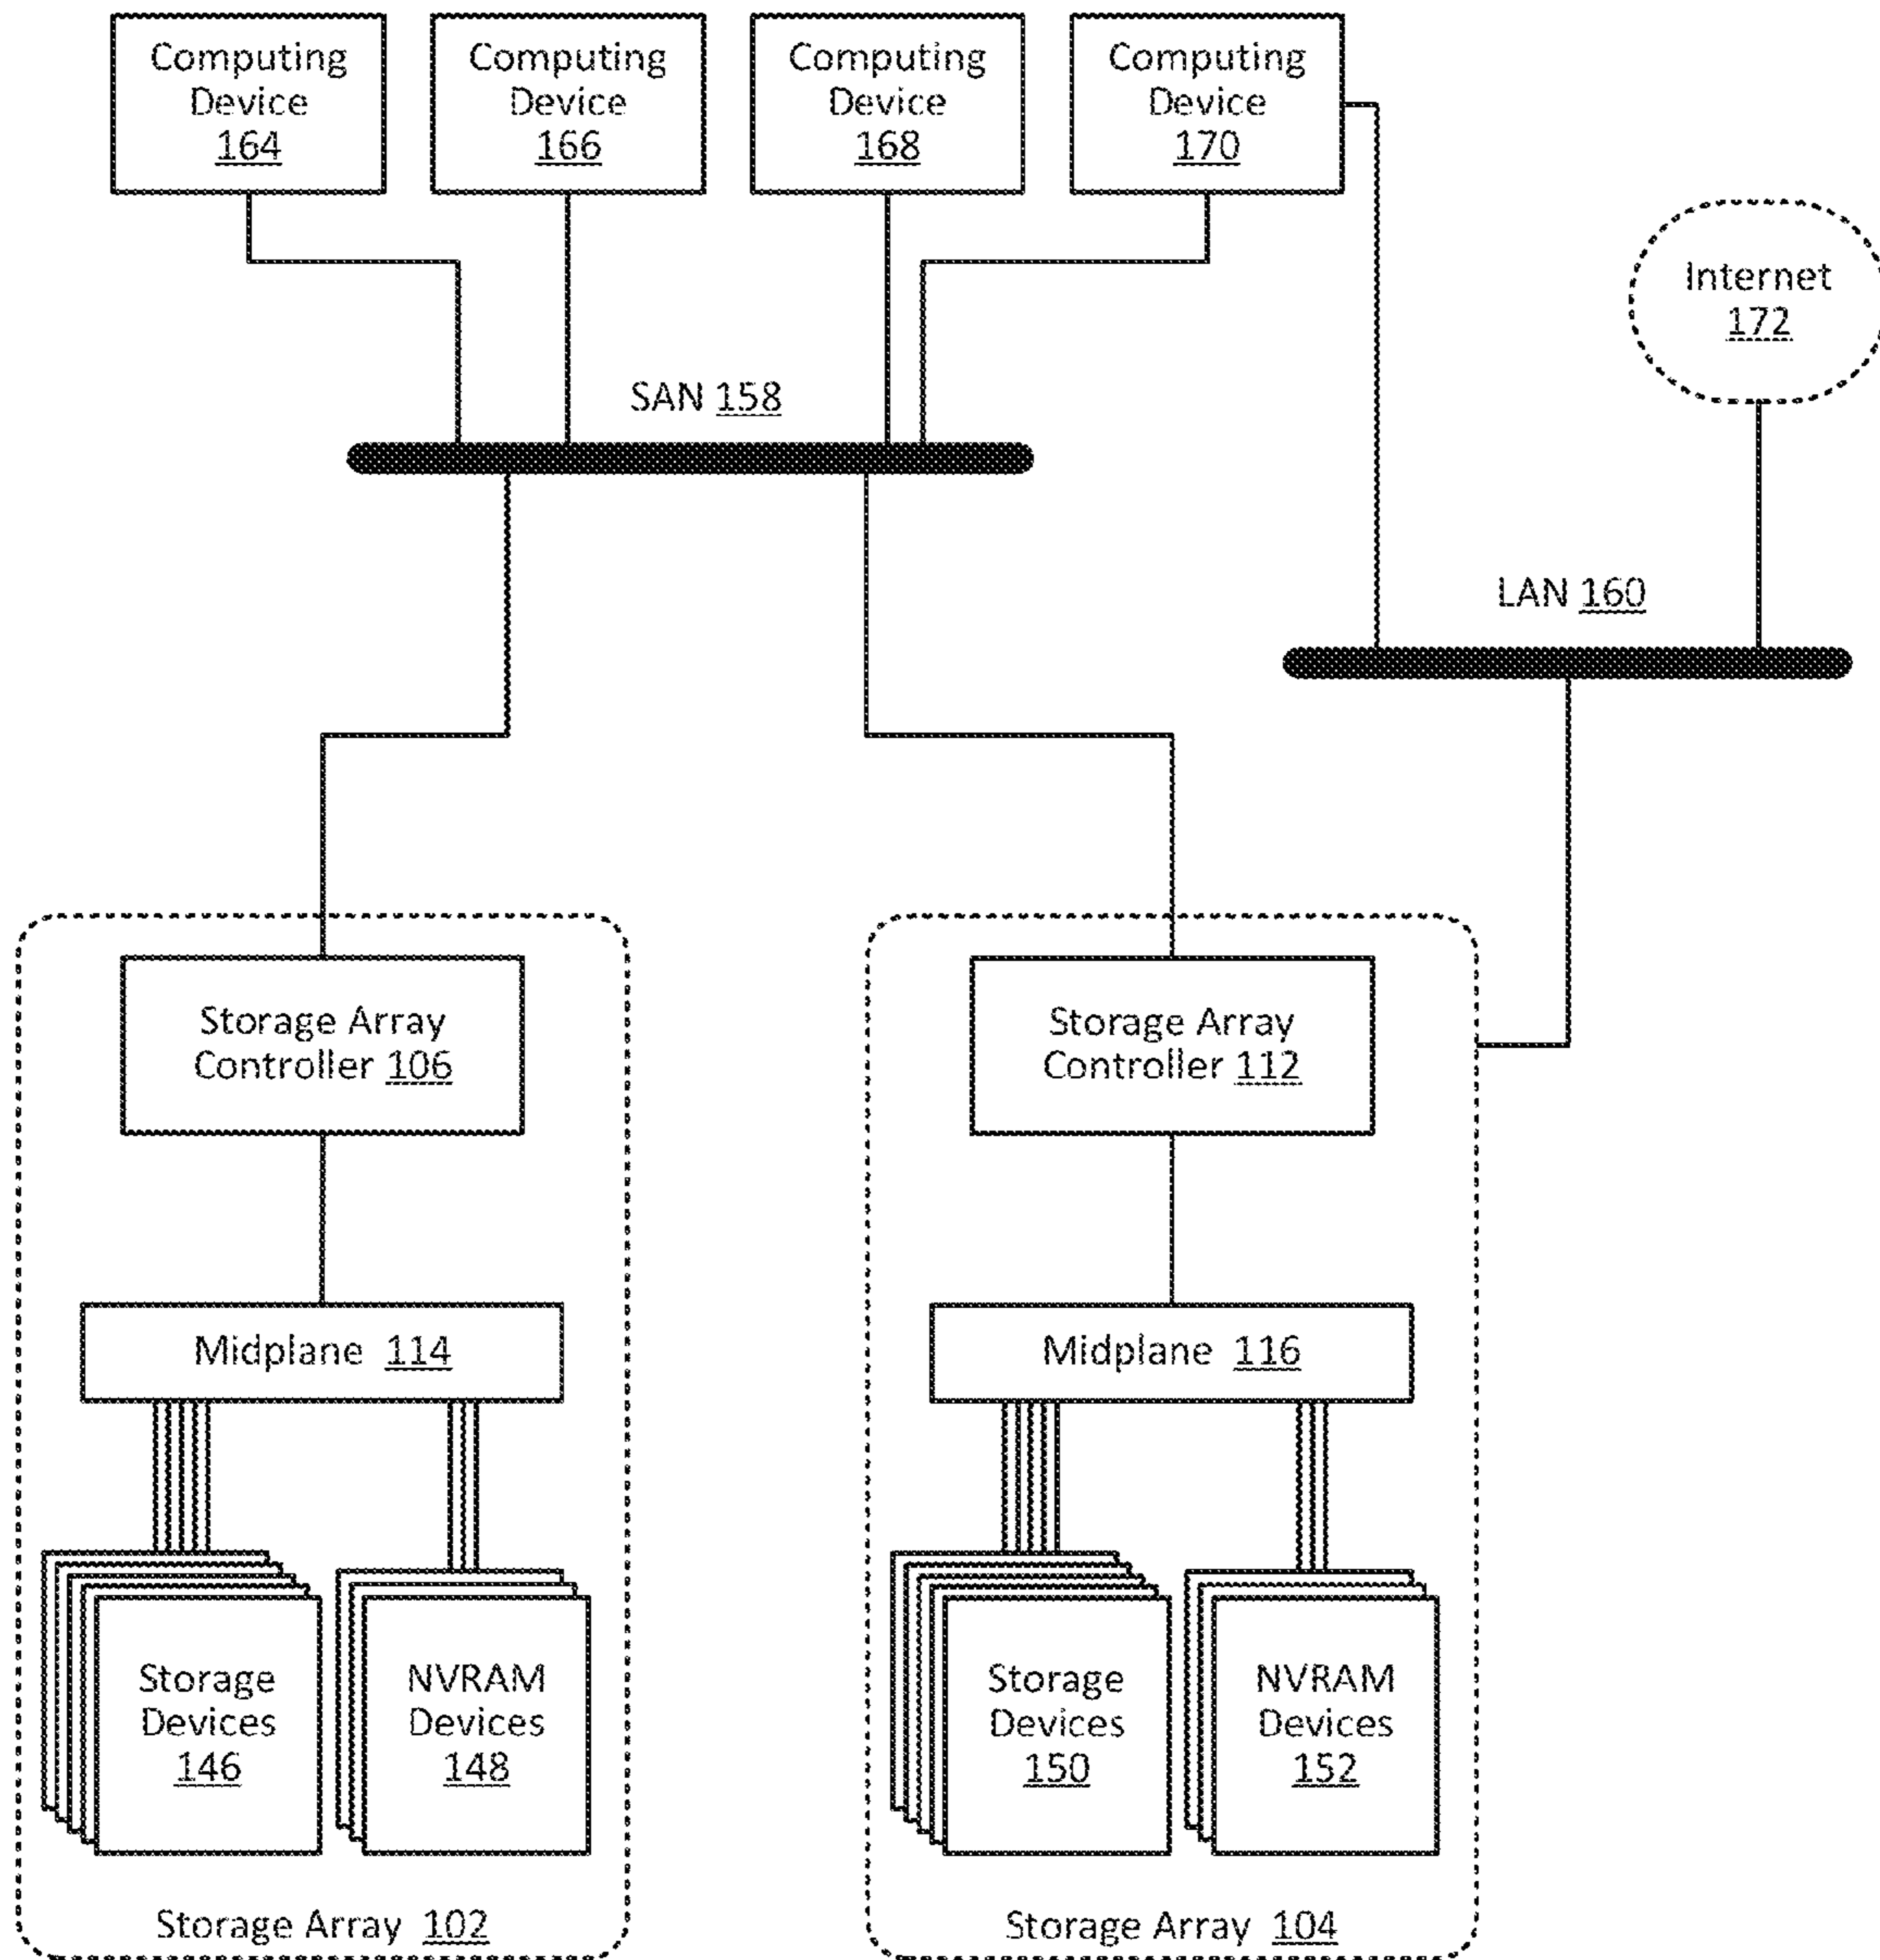 Computing
Device
164
Computing
Device
166
Computing
Device
168
Computing
Device
170
Internet
172
SAN 158
LAN 160
Storage Array
Controller 106
Storage Array
Controller 112
Midplane 114
Midplane 116
Storage
Devices
146
NVRAM
Devices
148
Storage
Devices
150
NVRAM
Devices
152
Storage Array 102
Storage Array 104